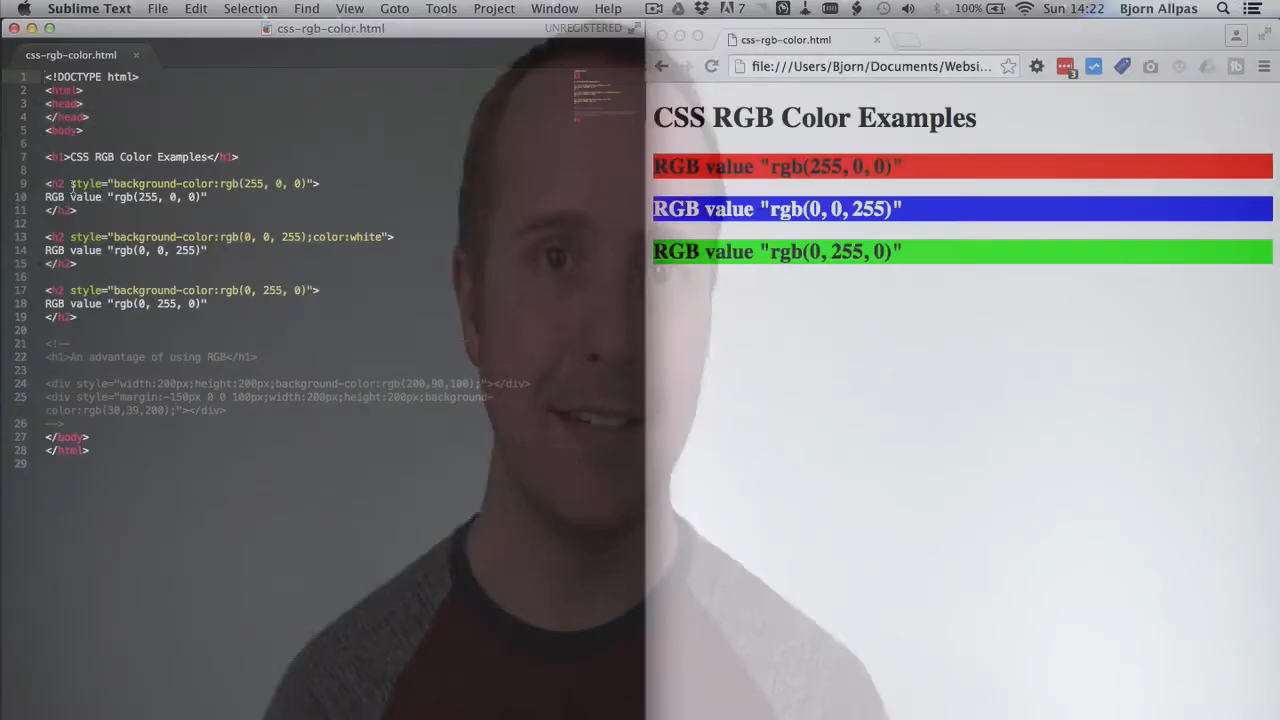 Sublime Text File Edit Selection Find View Goto Tools Project Window Help 7 100% Sun 14:22 Bjorn Allpas
css-rgb-color.html UNREGISTERED
css-rgb-color.html
1 <!DOCTYPE html>
2 <html>
3 <head>
4 </head>
5 <body>
6
7 <h1>CSS RGB Color Examples</h1>
8
9 <h2 style="background-color:rgb(255, 0, 0)">
10 RGB value "rgb(255, 0, 0)"
11 </h2>
12
13 <h2 style="background-color:rgb(0, 0, 255);color:white">
14 RGB value "rgb(0, 0, 255)"
15 </h2>
16
17 <h2 style="background-color:rgb(0, 255, 0)">
18 RGB value "rgb(0, 255, 0)"
19 </h2>
20
21 <!--
22 <h1>An advantage of using RGB</h1>
23
24 <div style="width:200px;height:200px;background-color:rgb(200,90,100);"></div>
25 <div style="margin:-150px 0 0 100px;width:200px;height:200px;background-
color:rgb(30,39,200);"></div>
26 -->
27 </body>
28 </html>
29
css-rgb-color.html
file:///Users/Bjorn/Documents/Websi...
3
CSS RGB Color Examples
RGB value "rgb(255, 0, 0)"
RGB value "rgb(0, 0, 255)"
RGB value "rgb(0, 255, 0)"